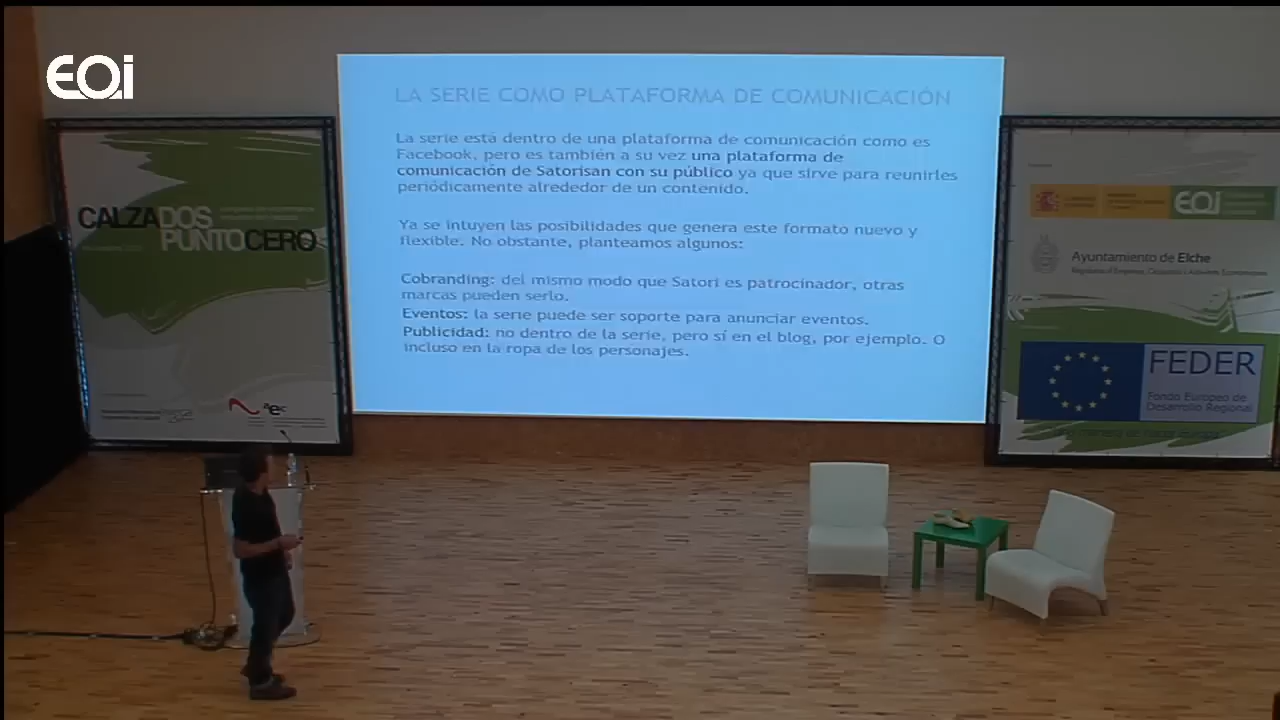 EOi
LA SERIE COMO PLATAFORMA DE COMUNICACIÓN
La serie está dentro de una plataforma de comunicación como es
Facebook, pero es también a su vez una plataforma de
comunicación de Satorisan con su público ya que sirve para reunirles
periódicamente alrededor de un contenido.
Ya se intuyen las posibilidades que genera este formato nuevo y
flexible. No obstante, planteamos algunos:
Cobranding: del mismo modo que Satori es patrocinador, otras
marcas pueden serlo.
Eventos: la serie puede ser soporte para anunciar eventos.
Publicidad: no dentro de la serie, pero sí en el blog, por ejemplo. O
incluso en la ropa de los personajes.
CALZADOS
PUNTOCERO
aec
EOi
Ayuntamiento de Elche
FEDER
Fondo Europeo de
Desarrollo Regional